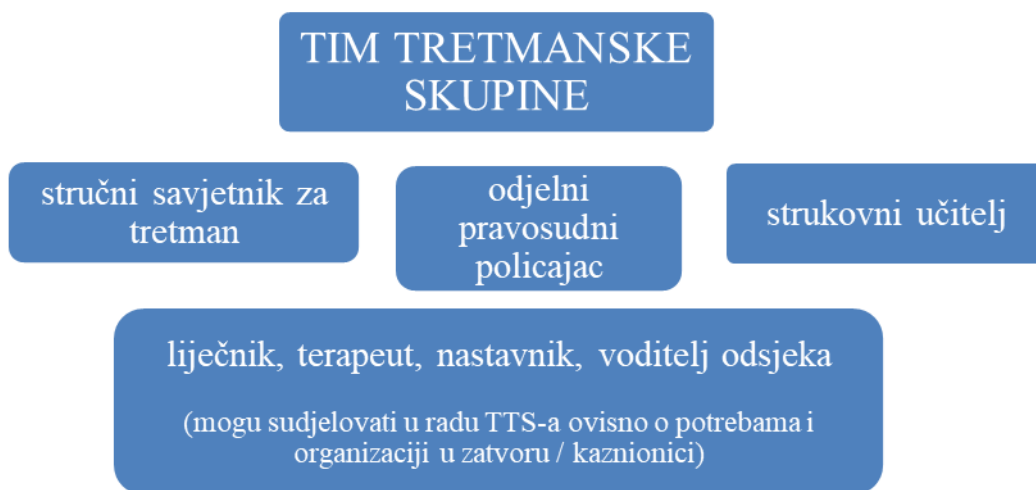 TIM TRETMANSKE
SKUPINE
stručni savjetnik za
tretman
odjelni
pravosudni
policajac
strukovni učitelj
liječnik, terapeut, nastavnik, voditelj odsjeka
(mogu sudjelovati u radu TTS-a ovisno o potrebama i
organizaciji u zatvoru / kaznionici)